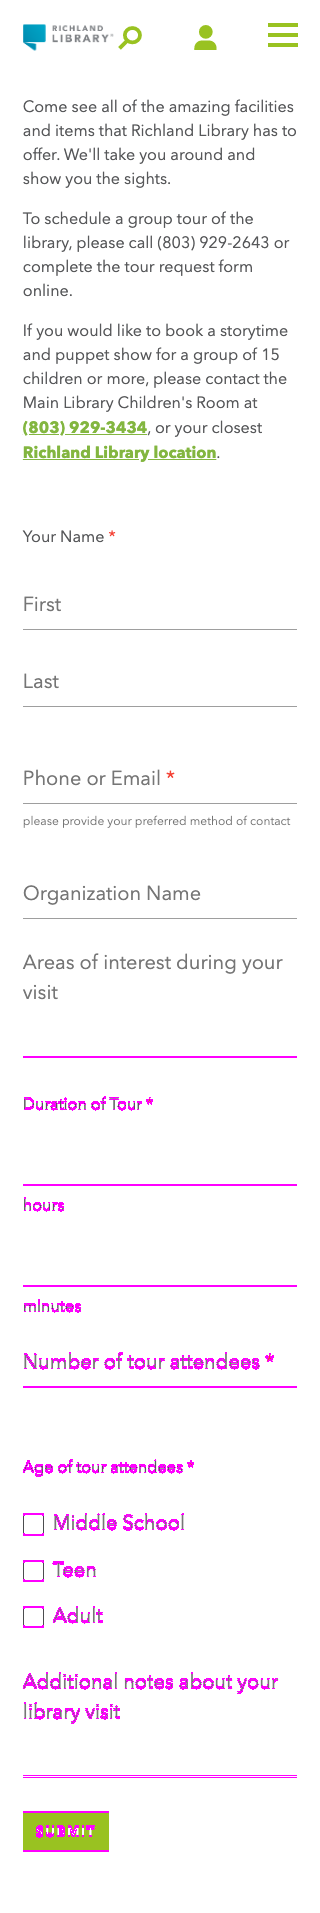 RICHLAND
LIBRARY
Come see all of the amazing facilities
and items that Richland Library has to
offer. We'll take you around and
show you the sights.
To schedule a group tour of the
library, please call (803) 929-2643 or
complete the tour request form
online.
If you would like to book a storytime
and puppet show for a group of 15
children or more, please contact the
Main Library Children's Room at
(803) 929-3434, or your closest
Richland Library location.
Your Name *
First
Last
Phone or Email *
please provide your preferred method of contact
Organization Name
Areas of interest during your
visit
Duration of Tour *
hours
minutes
Number of tour attendees *
Age of tour attendees *
Middle School
Teen
Adult
Additional notes about your
library visit
SUBMIT